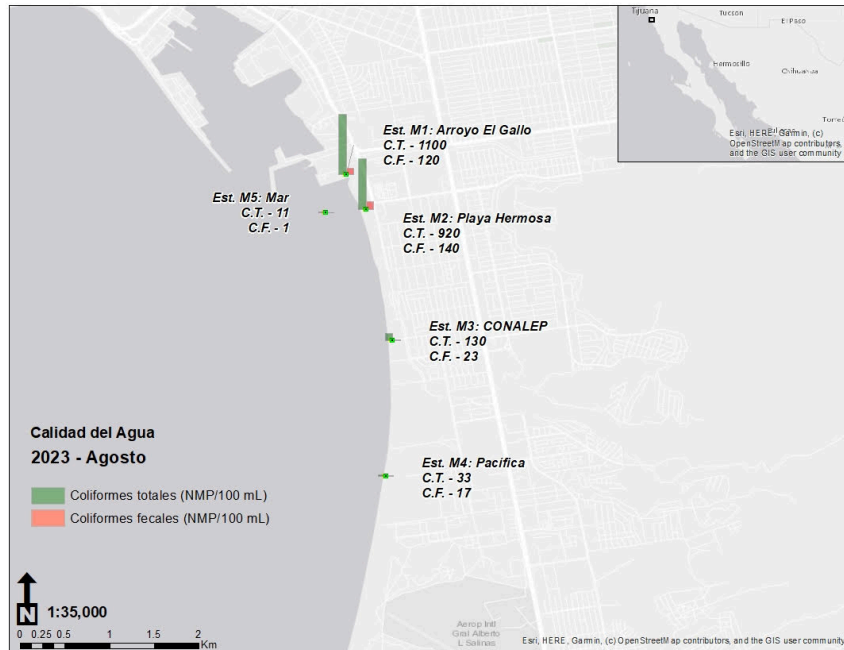 Tijuana
Tucson
El Paso
Hermosillo
Chihuahua
Esri, HERE, Garmin, (c)
OpenStreetMap contributors,
and the GIS user community
Est. M1: Arroyo El Gallo
C.T. - 1100
C.F. - 120
Est. M5: Mar
C.T. - 11
C.F. - 1
Est. M2: Playa Hermosa
C.T. - 920
C.F. - 140
Est. M3: CONALEP
C.T. - 130
C.F. - 23
Est. M4: Pacífica
C.T. - 33
C.F. - 17
Calidad del Agua
2023 - Agosto
Coliformes totales (NMP/100 mL)
Coliformes fecales (NMP/100 mL)
N
1:35,000
0 0.25 0.5 1 1.5 2
Km
Aerop Intl
Gral Alberto
L Salinas
Esri, HERE, Garmin, (c) OpenStreetMap contributors, and the GIS user community